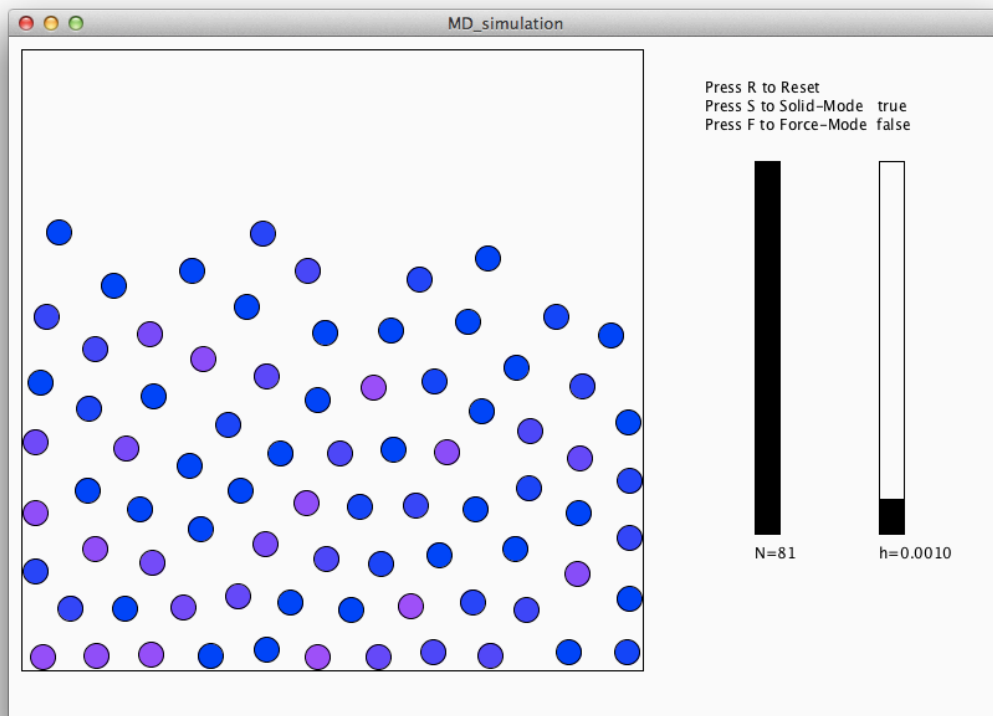 MD_simulation
Press R to Reset
Press S to Solid-Mode true
Press F to Force-Mode false
N=81
h=0.0010